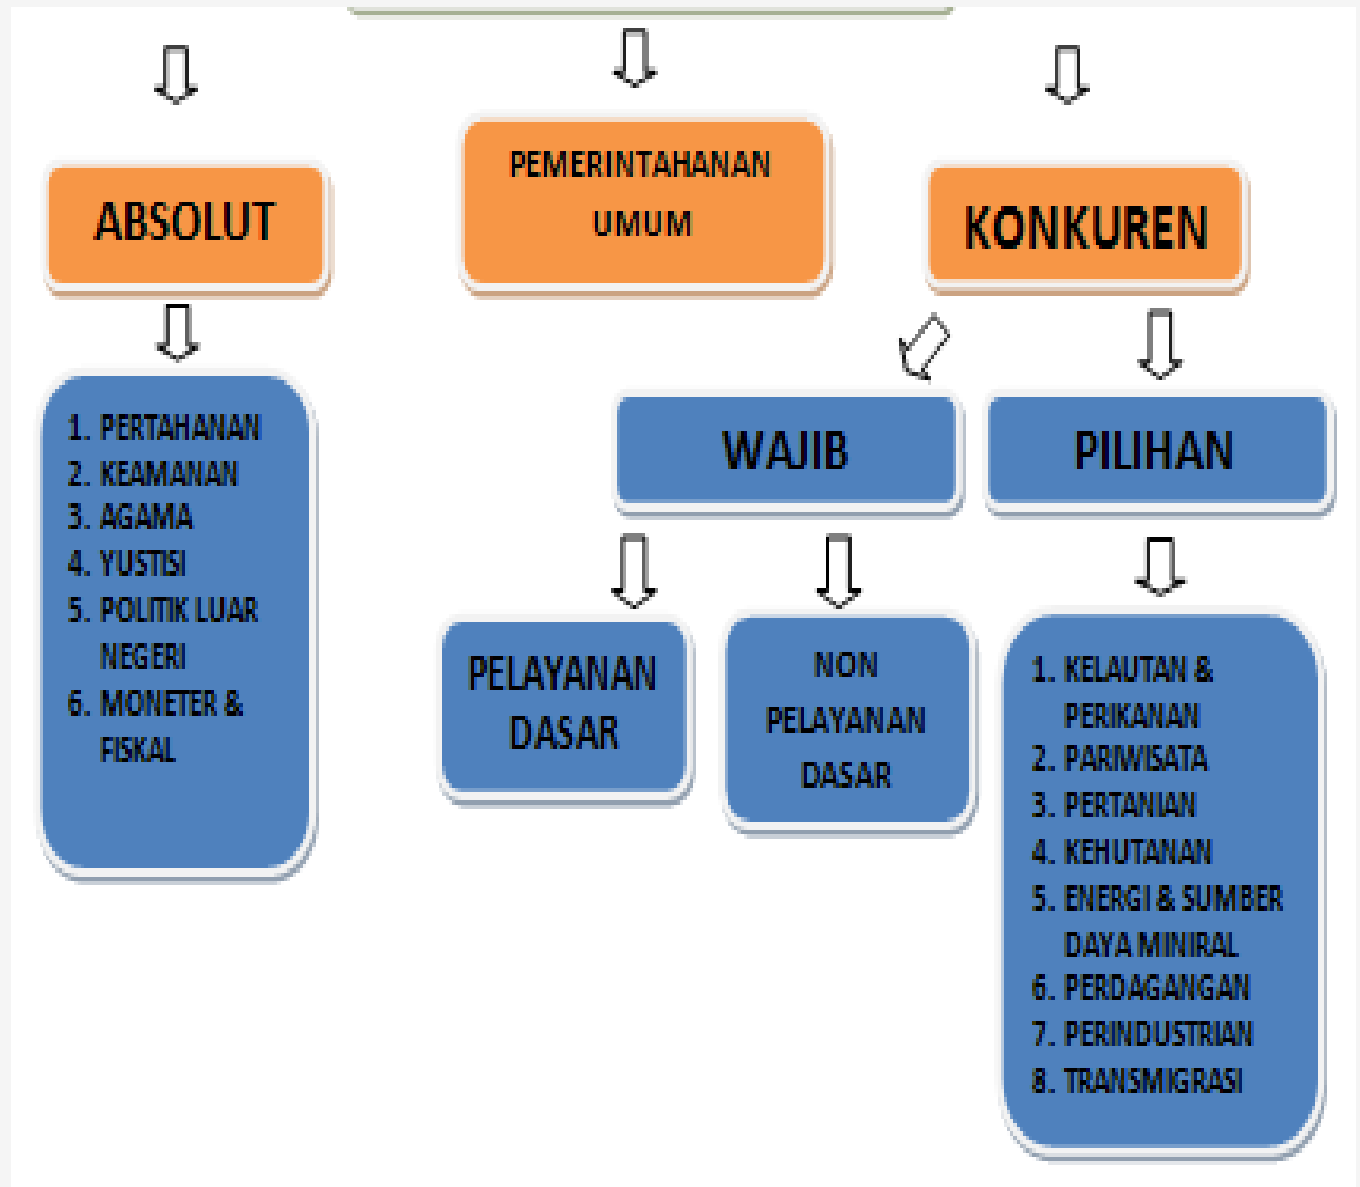 ABSOLUT
PEMERINTAHANAN
UMUM
KONKUREN
1. PERTAHANAN
2. KEAMANAN
3. AGAMA
4. YUSTISI
5. POLITIK LUAR
NEGERI
6. MONETER &
FISKAL
WAJIB
PILIHAN
PELAYANAN
DASAR
NON
PELAYANAN
DASAR
1. KELAUTAN &
PERIKANAN
2. PARIWISATA
3. PERTANIAN
4. KEHUTANAN
5. ENERGI & SUMBER
DAYA MINIRAL
6. PERDAGANGAN
7. PERINDUSTRIAN
8. TRANSMIGRASI